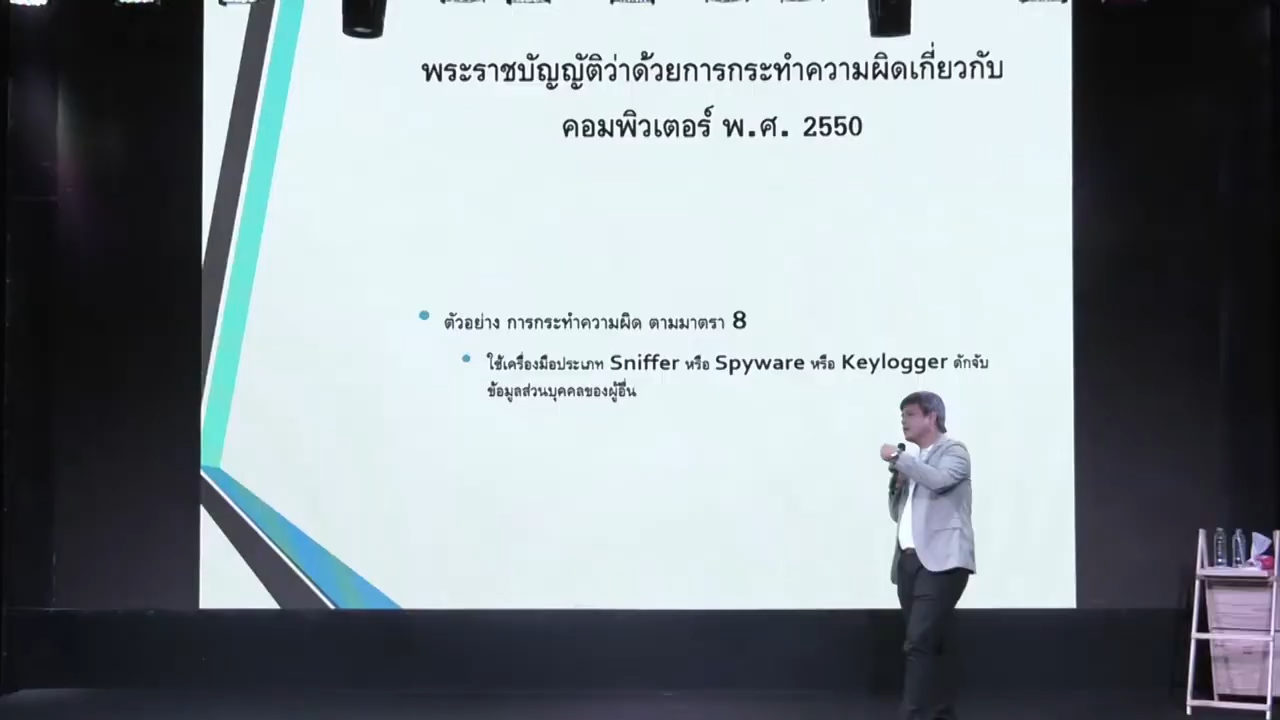 พระราชบัญญัติว่าด้วยการกระทำความผิดเกี่ยวกับ
คอมพิวเตอร์ พ.ศ. 2550
ตัวอย่าง การกระทำความผิด ตามมาตรา 8
ใช้เครื่องมือประเภท Sniffer หรือ Spyware หรือ Keylogger ดักจับ
ข้อมูลส่วนบุคคลของผู้อื่น